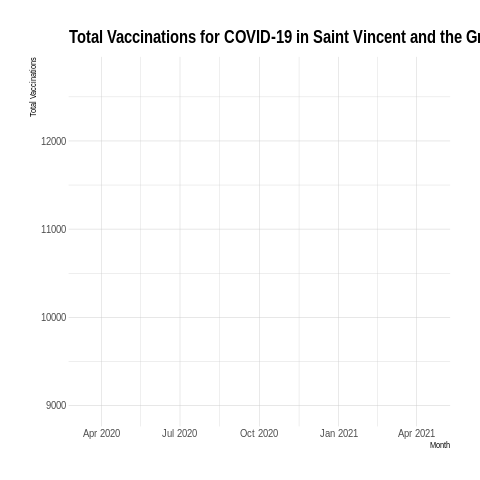 Total Vaccinations for COVID-19 in Saint Vincent and the Gr
Total Vaccinations
12000
11000
10000
9000
Apr 2020 Jul 2020 Oct 2020 Jan 2021 Apr 2021
Month